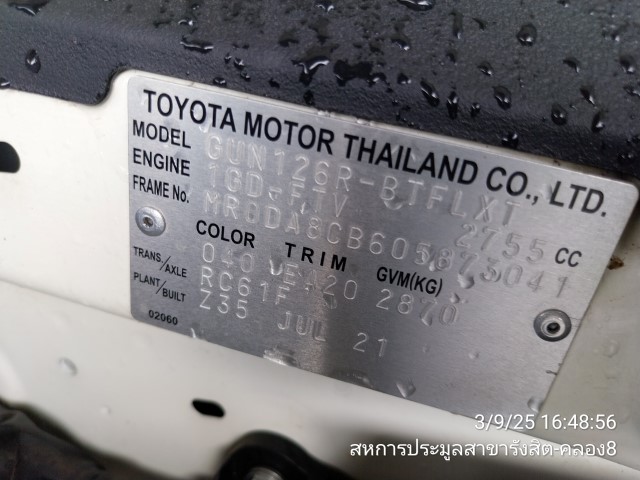 TOYOTA MOTOR THAILAND CO., LTD.
MODEL GUN126R-BTFLXT
ENGINE 1GD-FTV 2755 CC
FRAME No.
COLOR TRIM GVM(KG)
040 FA20 2870
TRANS/AXLE RC61F
PLANT/BUILT Z35 JUL 21
02060
3/9/25 16:48:56
สหการประมูลสาขารังสิต-คลอง8